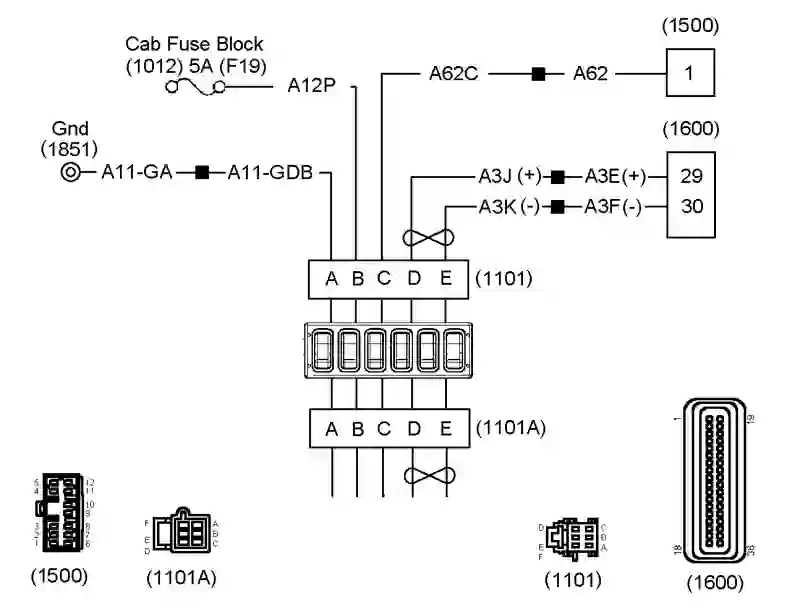 (1500)
Cab Fuse Block
(1012) 5A (F19)
A62C
A62
1
A12P
(1600)
Gnd
(1851)
A11-GA
A11-GDB
A3J (+)
A3E(+)
29
A3K (-)
A3F(-)
30
A B C D E
(1101)
A B C D E
(1101A)
1
19
18
36
5
4
3
2
1
12
11
10
9
8
7
6
F
E
D
A
B
C
D
E
F
C
B
A
(1500)
(1101A)
(1101)
(1600)